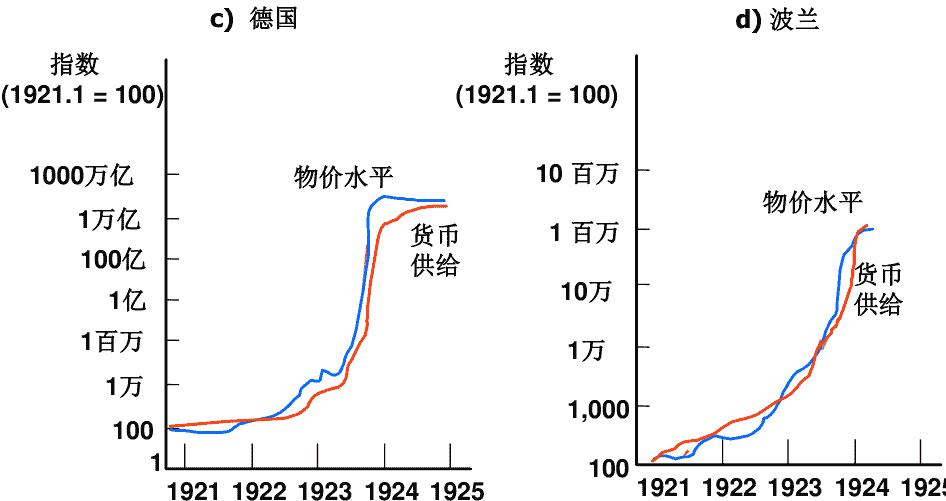 c) 德国
指数
(1921.1 = 100)
1000万亿
1万亿
100亿
1亿
1百万
1万
100
1
物价水平
货币
供给
1921 1922 1923 1924 1925
d) 波兰
指数
(1921.1 = 100)
10 百万
1 百万
10万
1万
1,000
100
物价水平
货币
供给
1921 1922 1923 1924 1925